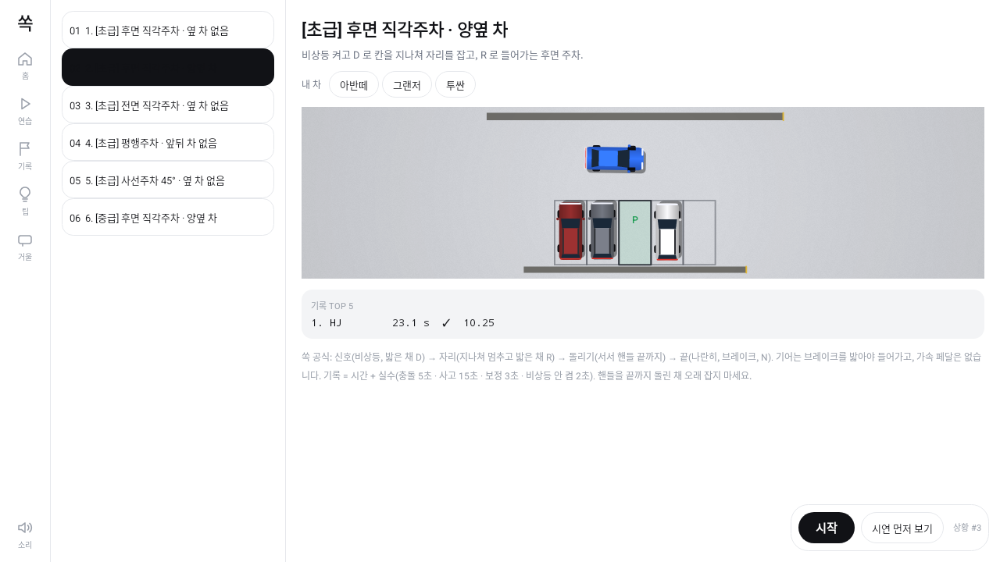 쏙
홈
연습
기록
팁
거울
소리
01 1. [초급] 후면 직각주차 · 옆 차 없음
03 3. [초급] 전면 직각주차 · 옆 차 없음
04 4. [초급] 평행주차 · 앞뒤 차 없음
05 5. [초급] 사선주차 45° · 옆 차 없음
06 6. [중급] 후면 직각주차 · 양옆 차
[초급] 후면 직각주차 · 양옆 차
비상등 켜고 D 로 칸을 지나쳐 자리를 잡고, R 로 들어가는 후면 주차.
내 차 아반떼 그랜저 투싼
P
기록 TOP 5
1. HJ 23.1 s ✓ 10.25
쏙 공식: 신호(비상등, 밟은 채 D) → 자리(지나쳐 멈추고 밟은 채 R) → 돌리기(서서 핸들 끝까지) → 끝(나란히, 브레이크, N). 기어는 브레이크를 밟아야 들어가고, 가속 페달은 없습
니다. 기록 = 시간 + 실수(충돌 5초 · 사고 15초 · 보정 3초 · 비상등 안 켬 2초). 핸들을 끝까지 돌린 채 오래 잡지 마세요.
시작 시연 먼저 보기 상황 #3